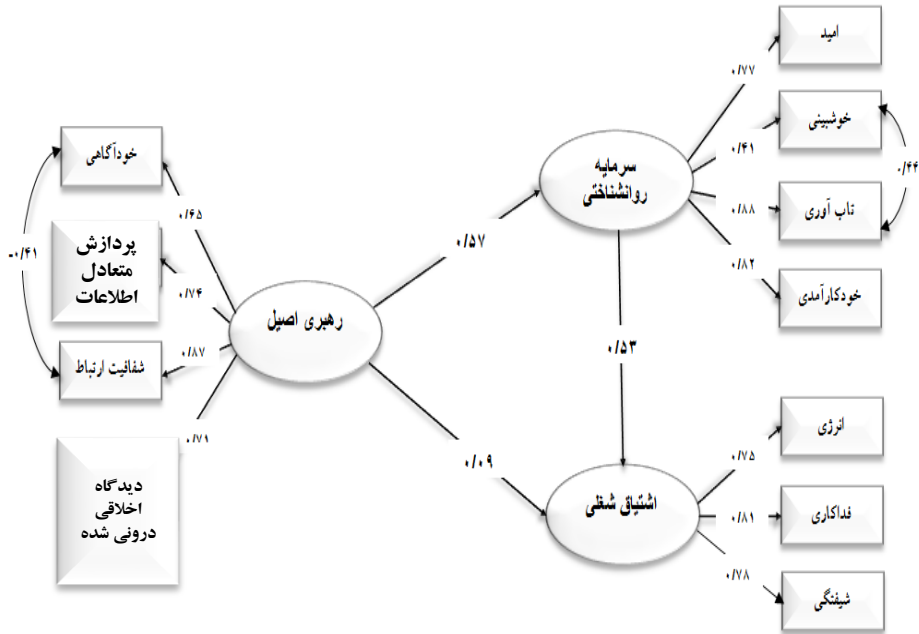 امید
۰/۷۷
خوشبینی
۰/۴۱
۰/۴۴
سرمایه
روانشناختی
تاب آوری
۰/۸۸
خودکارآمدی
۰/۸۲
خودآگاهی
۰/۴۵
-۰/۴۱
پردازش
متعادل
اطلاعات
۰/۷۴
۰/۵۷
رهبری اصیل
شفافیت ارتباط
۰/۸۷
۰/۵۳
دیدگاه
اخلاقی
درونی شده
۰/۷۱
۰/۰۹
اشتیاق شغلی
انرژی
۰/۷۵
فداکاری
۰/۸۱
شیفتگی
۰/۷۸